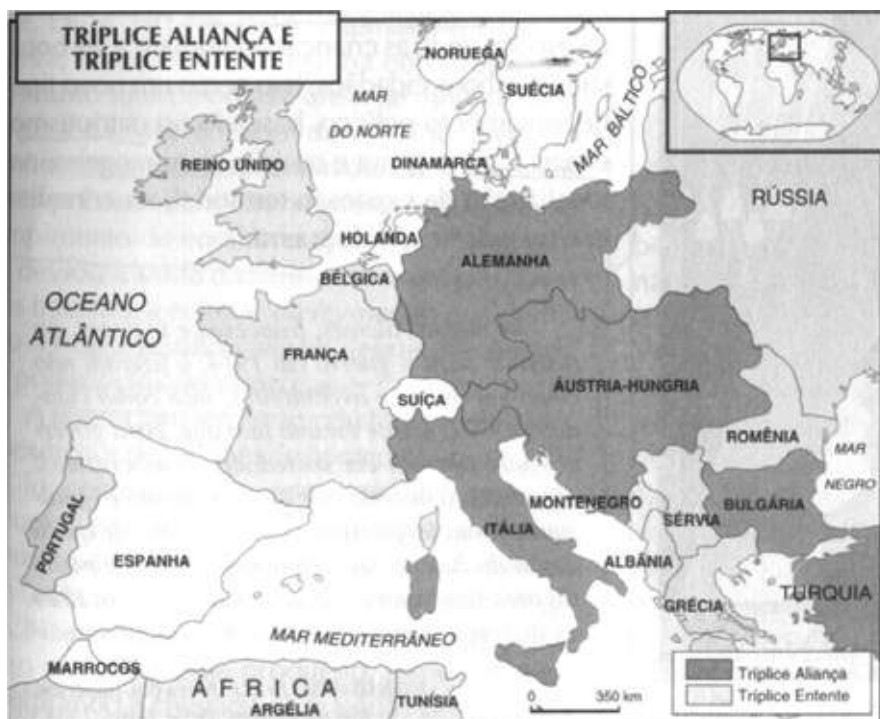 TRÍPLICE ALIANÇA E
TRÍPLICE ENTENTE
NORUEGA
SUÉCIA
MAR
DO NORTE
MAR BÁLTICO
DINAMARCA
REINO UNIDO
RÚSSIA
HOLANDA
ALEMANHA
BÉLGICA
OCEANO
ATLÂNTICO
FRANÇA
ÁUSTRIA-HUNGRIA
SUÍÇA
ROMÊNIA
MAR
NEGRO
MONTENEGRO
BULGÁRIA
SÉRVIA
ITÁLIA
PORTUGAL
ESPANHA
ALBÂNIA
TURQUIA
GRÉCIA
MAR MEDITERRÂNEO
MARROCOS
ÁFRICA
ARGÉLIA
TUNÍSIA
0 350 km
Tríplice Aliança
Tríplice Entente